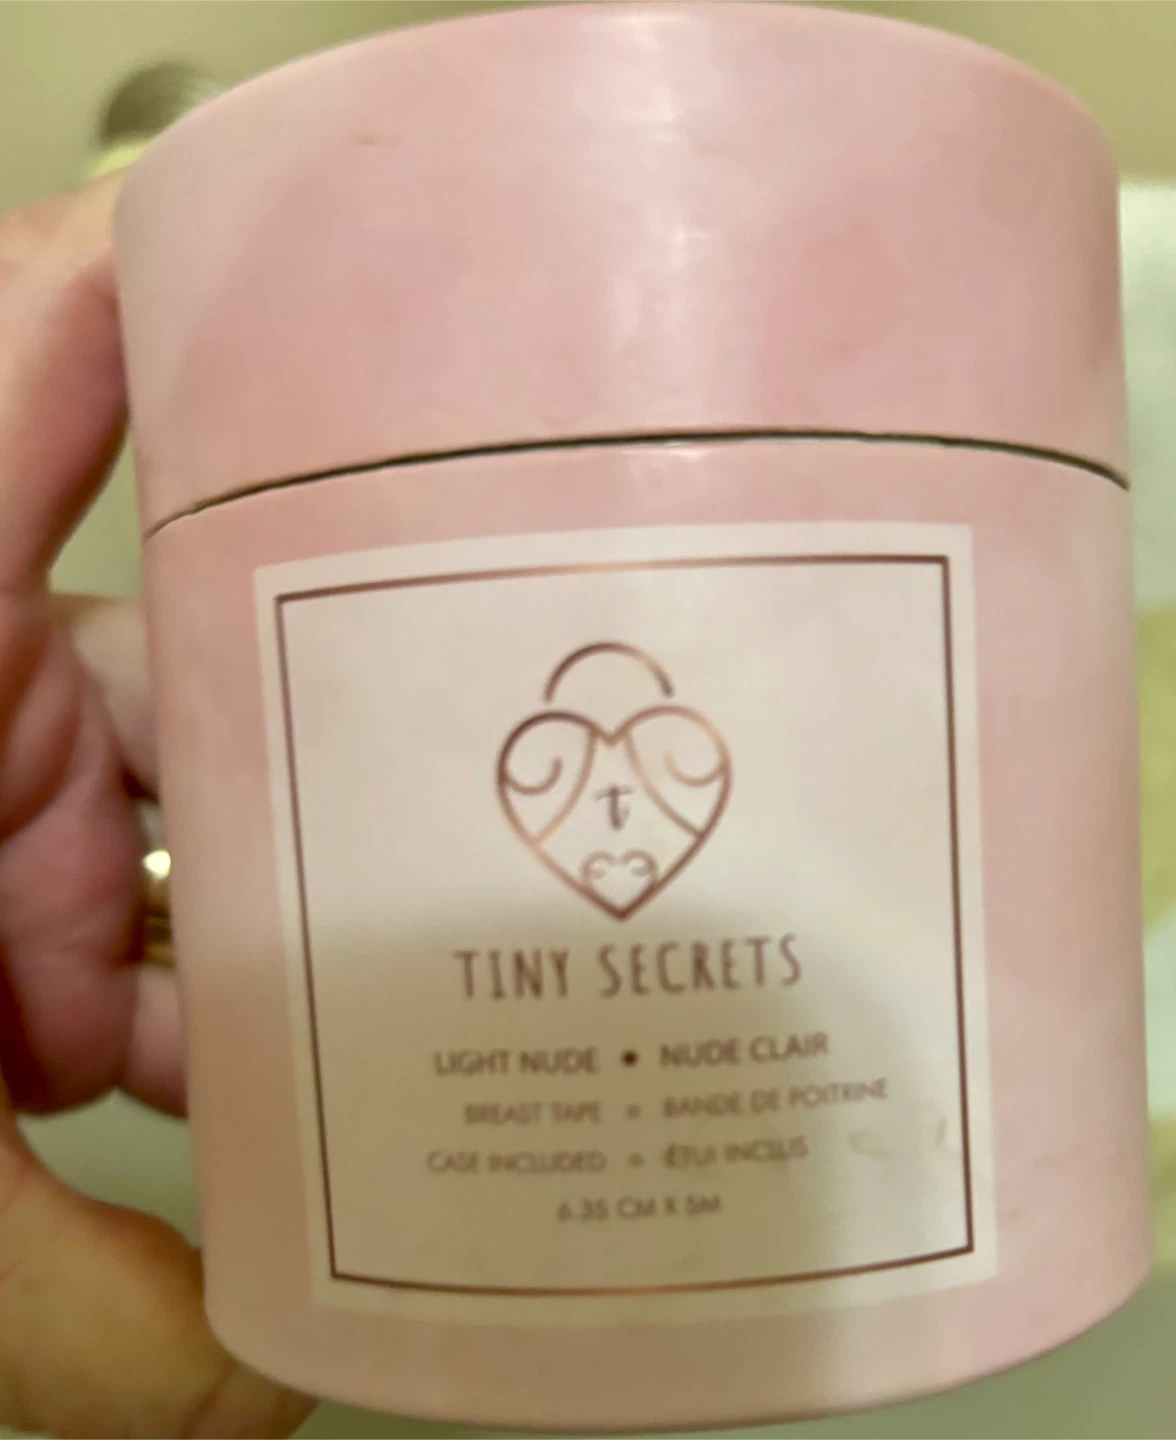 t
TINY SECRETS
LIGHT NUDE • NUDE CLAIR
BREAST TAPE • BANDE DE POITRINE
CASE INCLUDED • ÉTUI INCLUS
6.35 CM X 5M